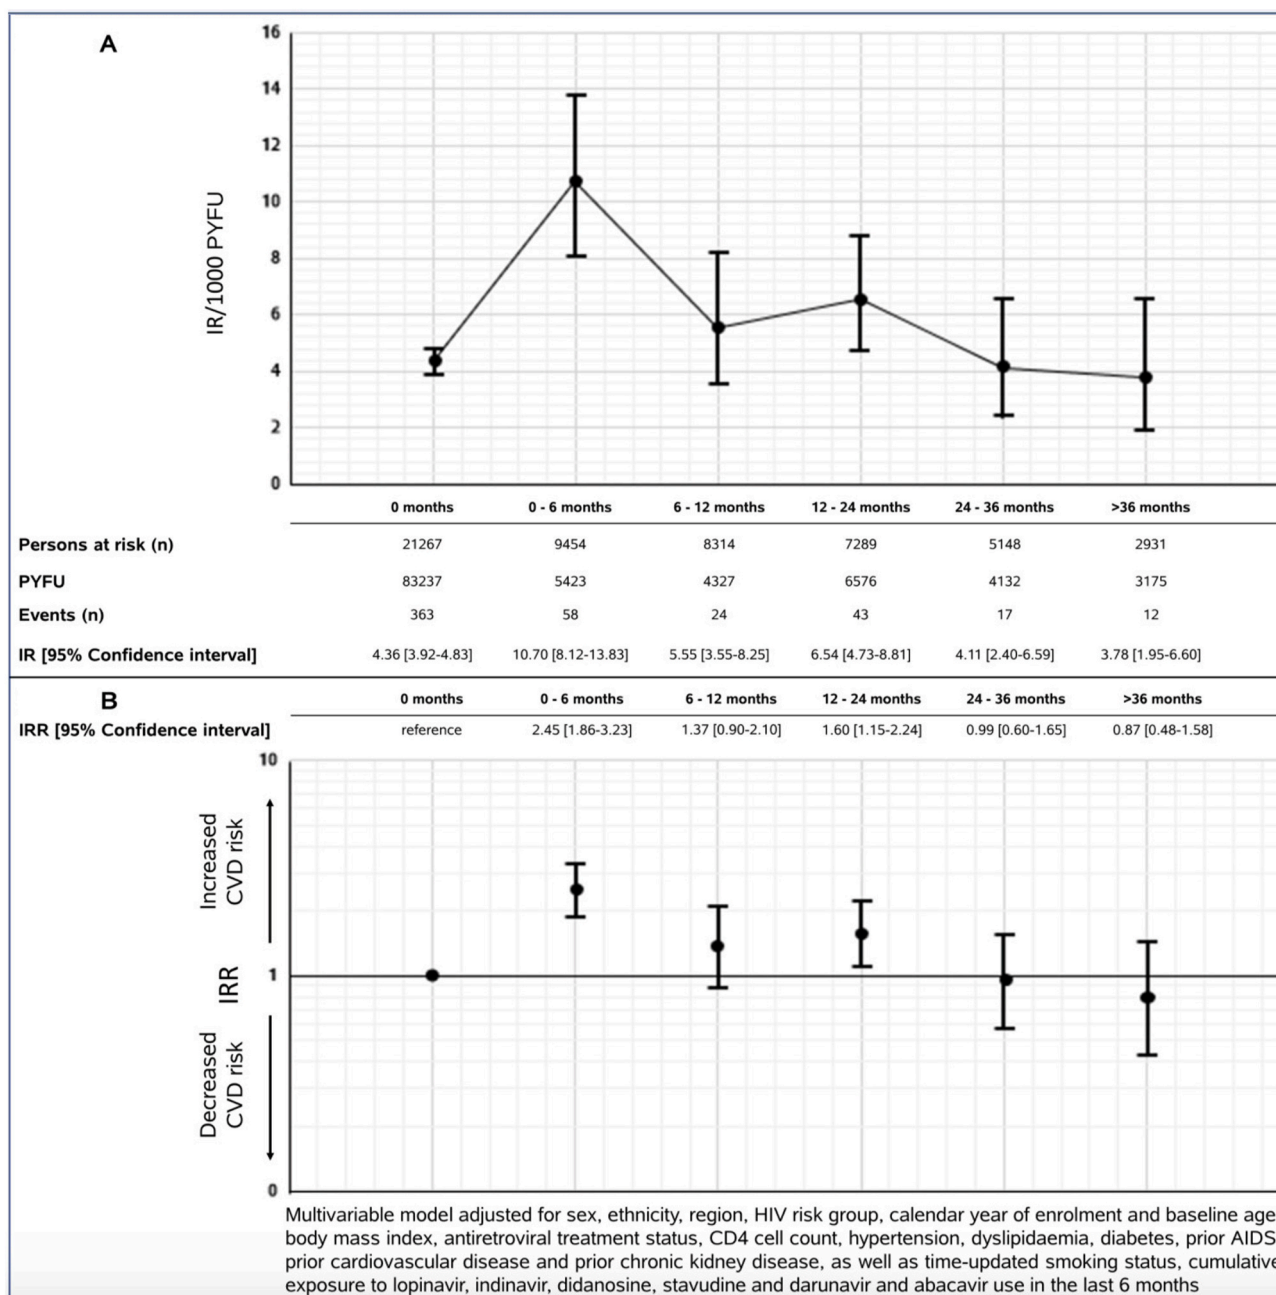 A
16
14
12
10
8
6
4
2
0
IR/1000 PYFU
0 months 0 - 6 months 6 - 12 months 12 - 24 months 24 - 36 months >36 months
Persons at risk (n) 21267 9454 8314 7289 5148 2931
PYFU 83237 5423 4327 6576 4132 3175
Events (n) 363 58 24 43 17 12
IR [95% Confidence interval] 4.36 [3.92-4.83] 10.70 [8.12-13.83] 5.55 [3.55-8.25] 6.54 [4.73-8.81] 4.11 [2.40-6.59] 3.78 [1.95-6.60]
B 0 months 0 - 6 months 6 - 12 months 12 - 24 months 24 - 36 months >36 months
IRR [95% Confidence interval] reference 2.45 [1.86-3.23] 1.37 [0.90-2.10] 1.60 [1.15-2.24] 0.99 [0.60-1.65] 0.87 [0.48-1.58]
10
Increased
CVD risk
1
IRR
Decreased
CVD risk
0
Multivariable model adjusted for sex, ethnicity, region, HIV risk group, calendar year of enrolment and baseline age
body mass index, antiretroviral treatment status, CD4 cell count, hypertension, dyslipidaemia, diabetes, prior AIDS
prior cardiovascular disease and prior chronic kidney disease, as well as time-updated smoking status, cumulative
exposure to lopinavir, indinavir, didanosine, stavudine and darunavir and abacavir use in the last 6 months